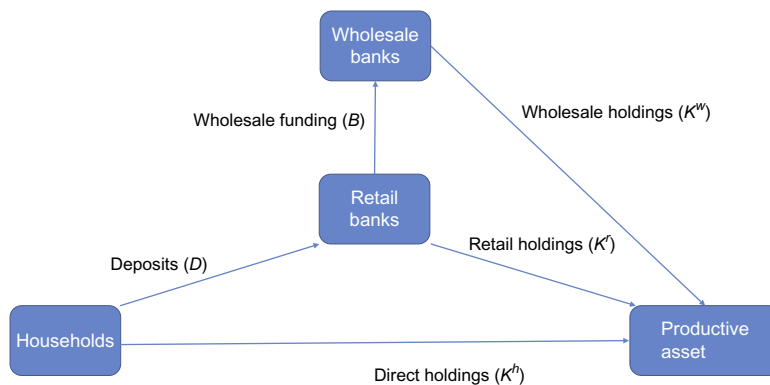 Wholesale
banks
Wholesale funding (B)
Wholesale holdings (K^w)
Retail
banks
Deposits (D)
Retail holdings (K^r)
Households
Productive
asset
Direct holdings (K^h)